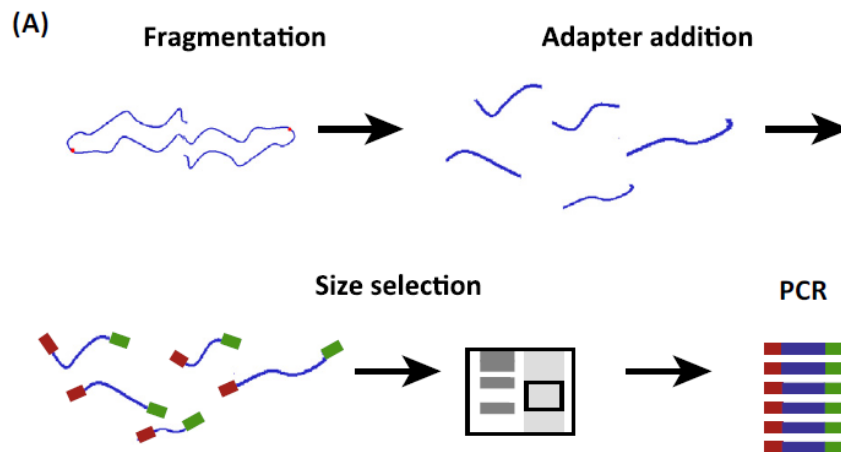 (A)
Fragmentation
Adapter addition
Size selection
PCR